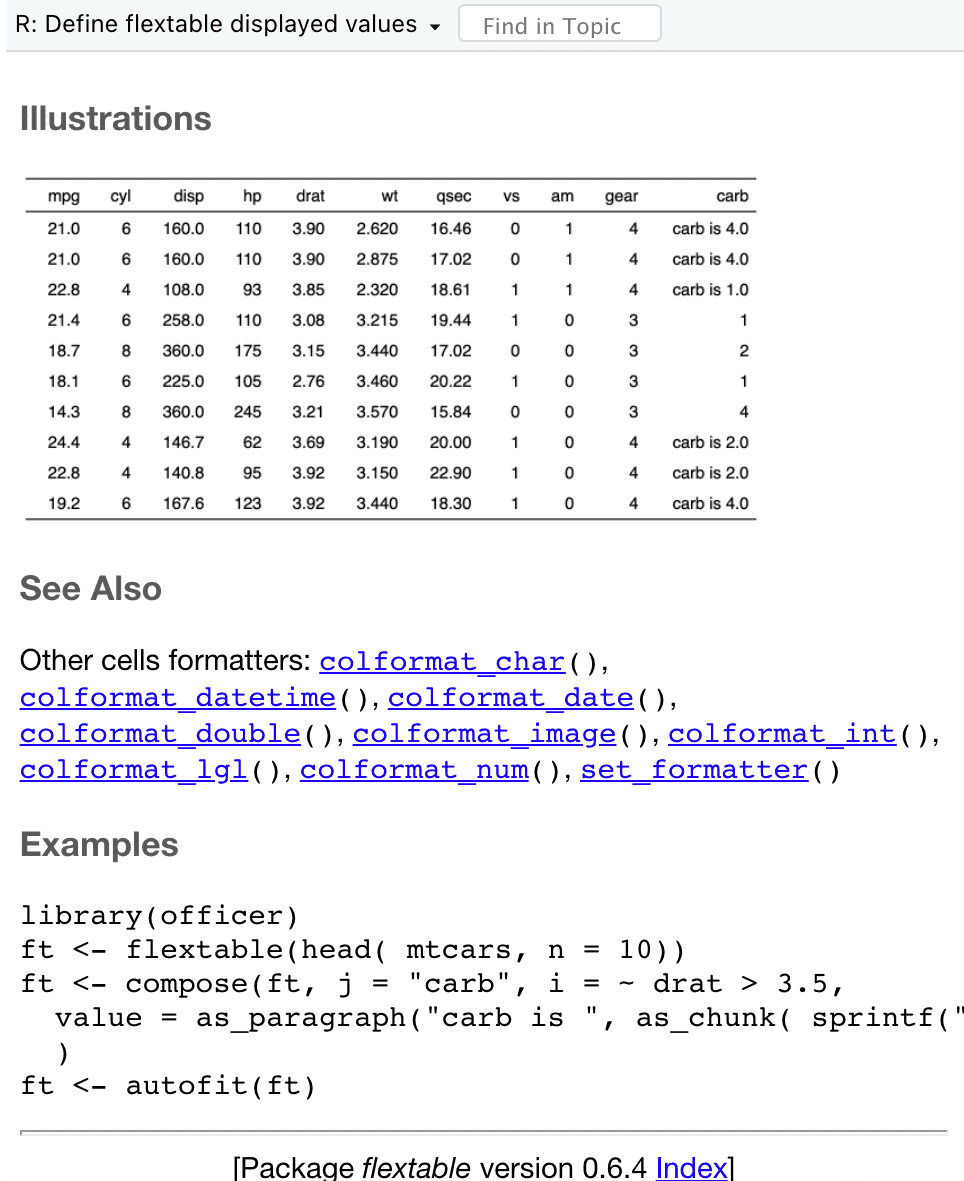 R: Define flextable displayed values
Find in Topic
Illustrations
mpg cyl disp hp drat wt qsec vs am gear carb
21.0 6 160.0 110 3.90 2.620 16.46 0 1 4 carb is 4.0
21.0 6 160.0 110 3.90 2.875 17.02 0 1 4 carb is 4.0
22.8 4 108.0 93 3.85 2.320 18.61 1 1 4 carb is 1.0
21.4 6 258.0 110 3.08 3.215 19.44 1 0 3 1
18.7 8 360.0 175 3.15 3.440 17.02 0 0 3 2
18.1 6 225.0 105 2.76 3.460 20.22 1 0 3 1
14.3 8 360.0 245 3.21 3.570 15.84 0 0 3 4
24.4 4 146.7 62 3.69 3.190 20.00 1 0 4 carb is 2.0
22.8 4 140.8 95 3.92 3.150 22.90 1 0 4 carb is 2.0
19.2 6 167.6 123 3.92 3.440 18.30 1 0 4 carb is 4.0
See Also
Other cells formatters: colformat_char(),
colformat_datetime(), colformat_date(),
colformat_double(), colformat_image(), colformat_int(),
colformat_lgl(), colformat_num(), set_formatter()
Examples
library(officer)
ft <- flextable(head( mtcars, n = 10))
ft <- compose(ft, j = "carb", i = ~ drat > 3.5,
  value = as_paragraph("carb is ", as_chunk( sprintf("
  )
ft <- autofit(ft)
[Package flextable version 0.6.4 Index]